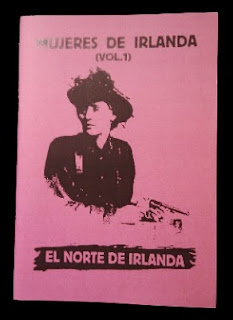 MUJERES DE IRLANDA
(VOL.1)
EL NORTE DE IRLANDA